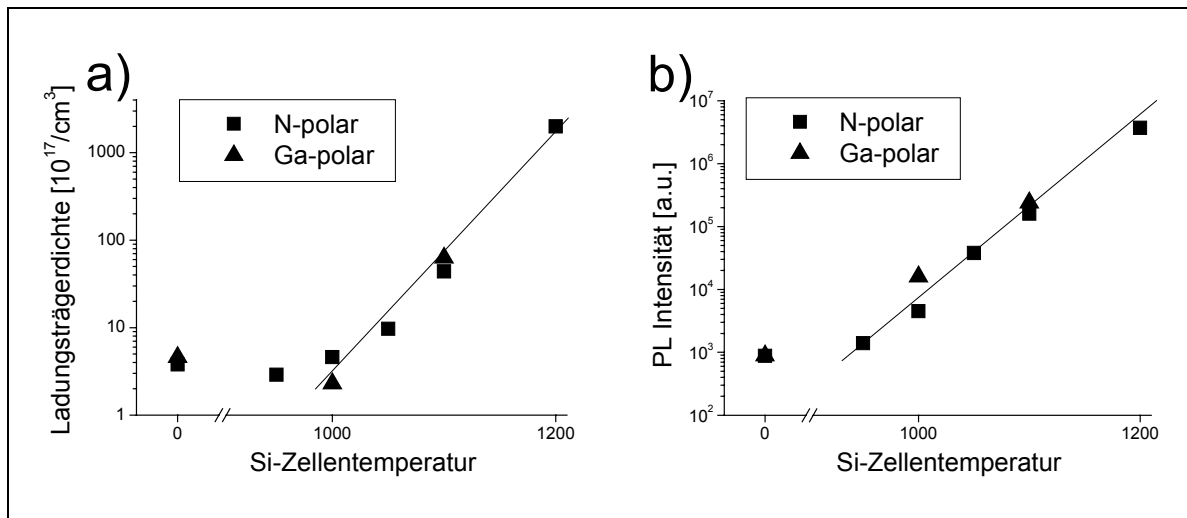 a)
Ladungsträgerdichte [10^17/cm^3]
N-polar
Ga-polar
1000
100
10
1
0
1000
1200
Si-Zellentemperatur
b)
PL Intensität [a.u.]
N-polar
Ga-polar
10^7
10^6
10^5
10^4
10^3
10^2
0
1000
1200
Si-Zellentemperatur